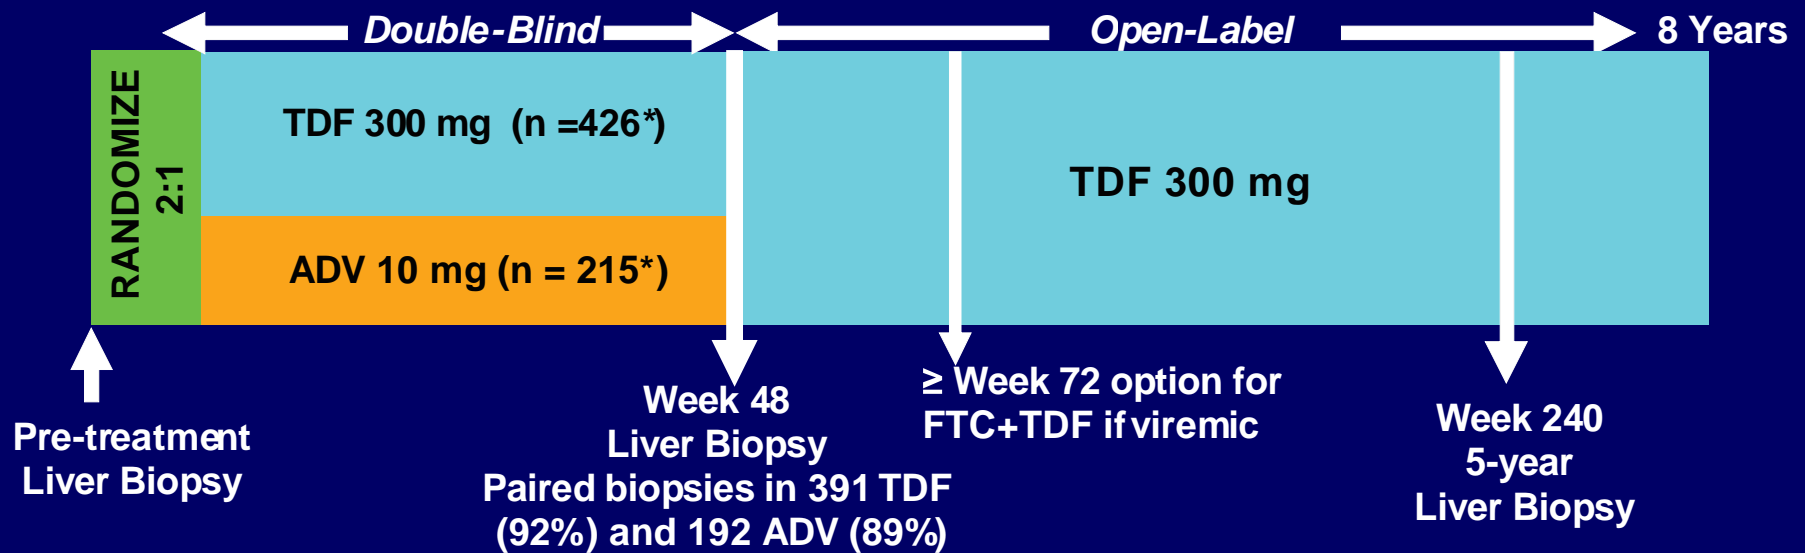 Double-Blind
Open-Label
8 Years
RANDOMIZE
2:1
TDF 300 mg (n =426*)
ADV 10 mg (n = 215*)
TDF 300 mg
Pre-treatment
Liver Biopsy
Week 48
Liver Biopsy
Paired biopsies in 391 TDF
(92%) and 192 ADV (89%)
≥ Week 72 option for
FTC+TDF if viremic
Week 240
5-year
Liver Biopsy